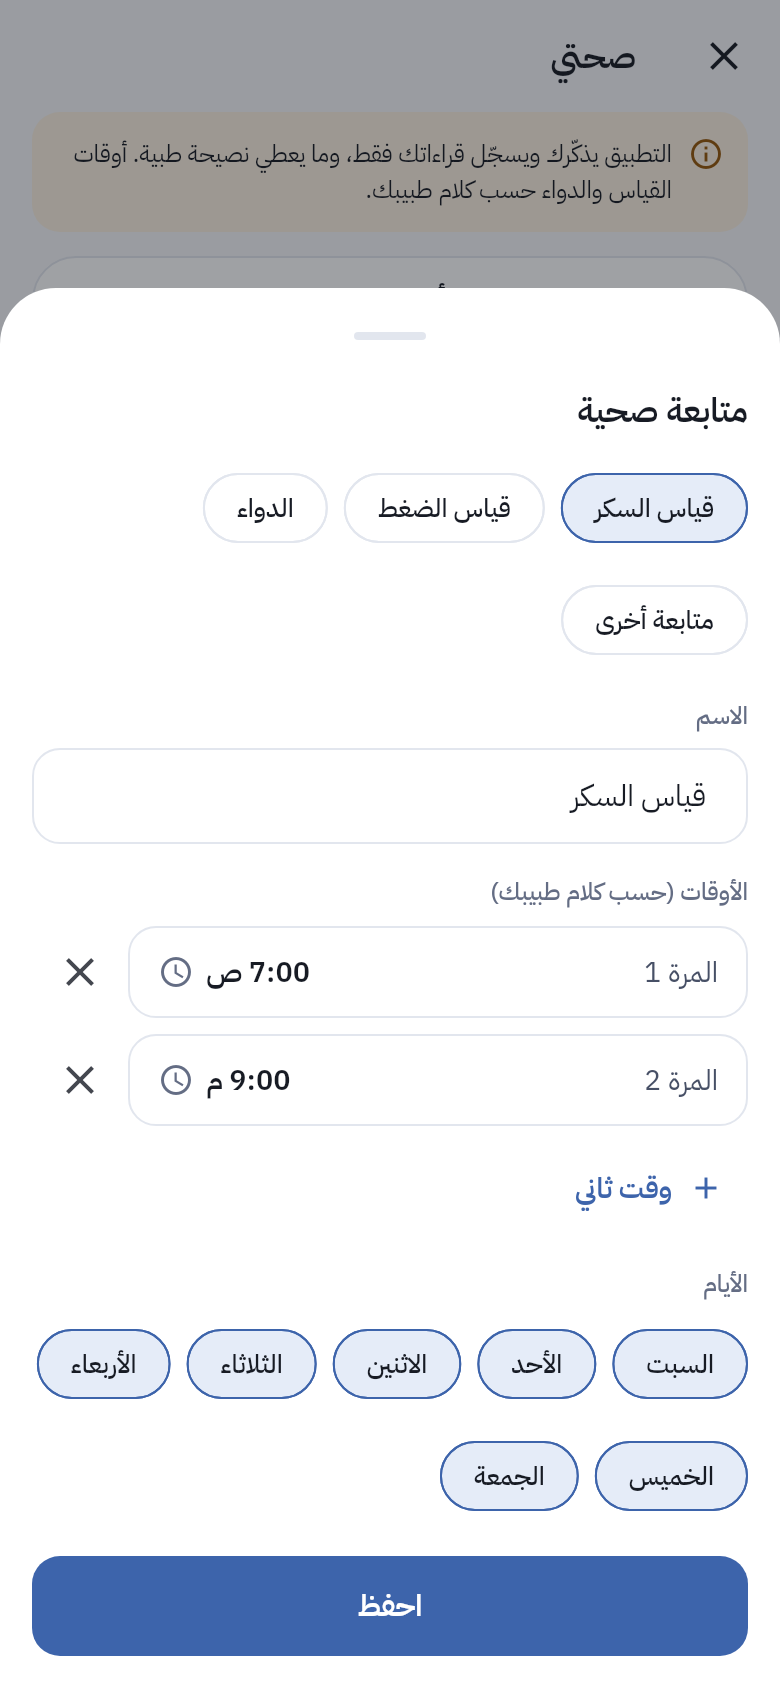 صحتي
التطبيق يذكّرك ويسجّل قراءاتك فقط، وما يعطي نصيحة طبية. أوقات
القياس والدواء حسب كلام طبيبك.
متابعة صحية
قياس السكر
قياس الضغط
الدواء
متابعة أخرى
الاسم
قياس السكر
الأوقات (حسب كلام طبيبك)
المرة 1
7:00 ص
المرة 2
9:00 م
وقت ثاني
الأيام
السبت
الأحد
الاثنين
الثلاثاء
الأربعاء
الخميس
الجمعة
احفظ